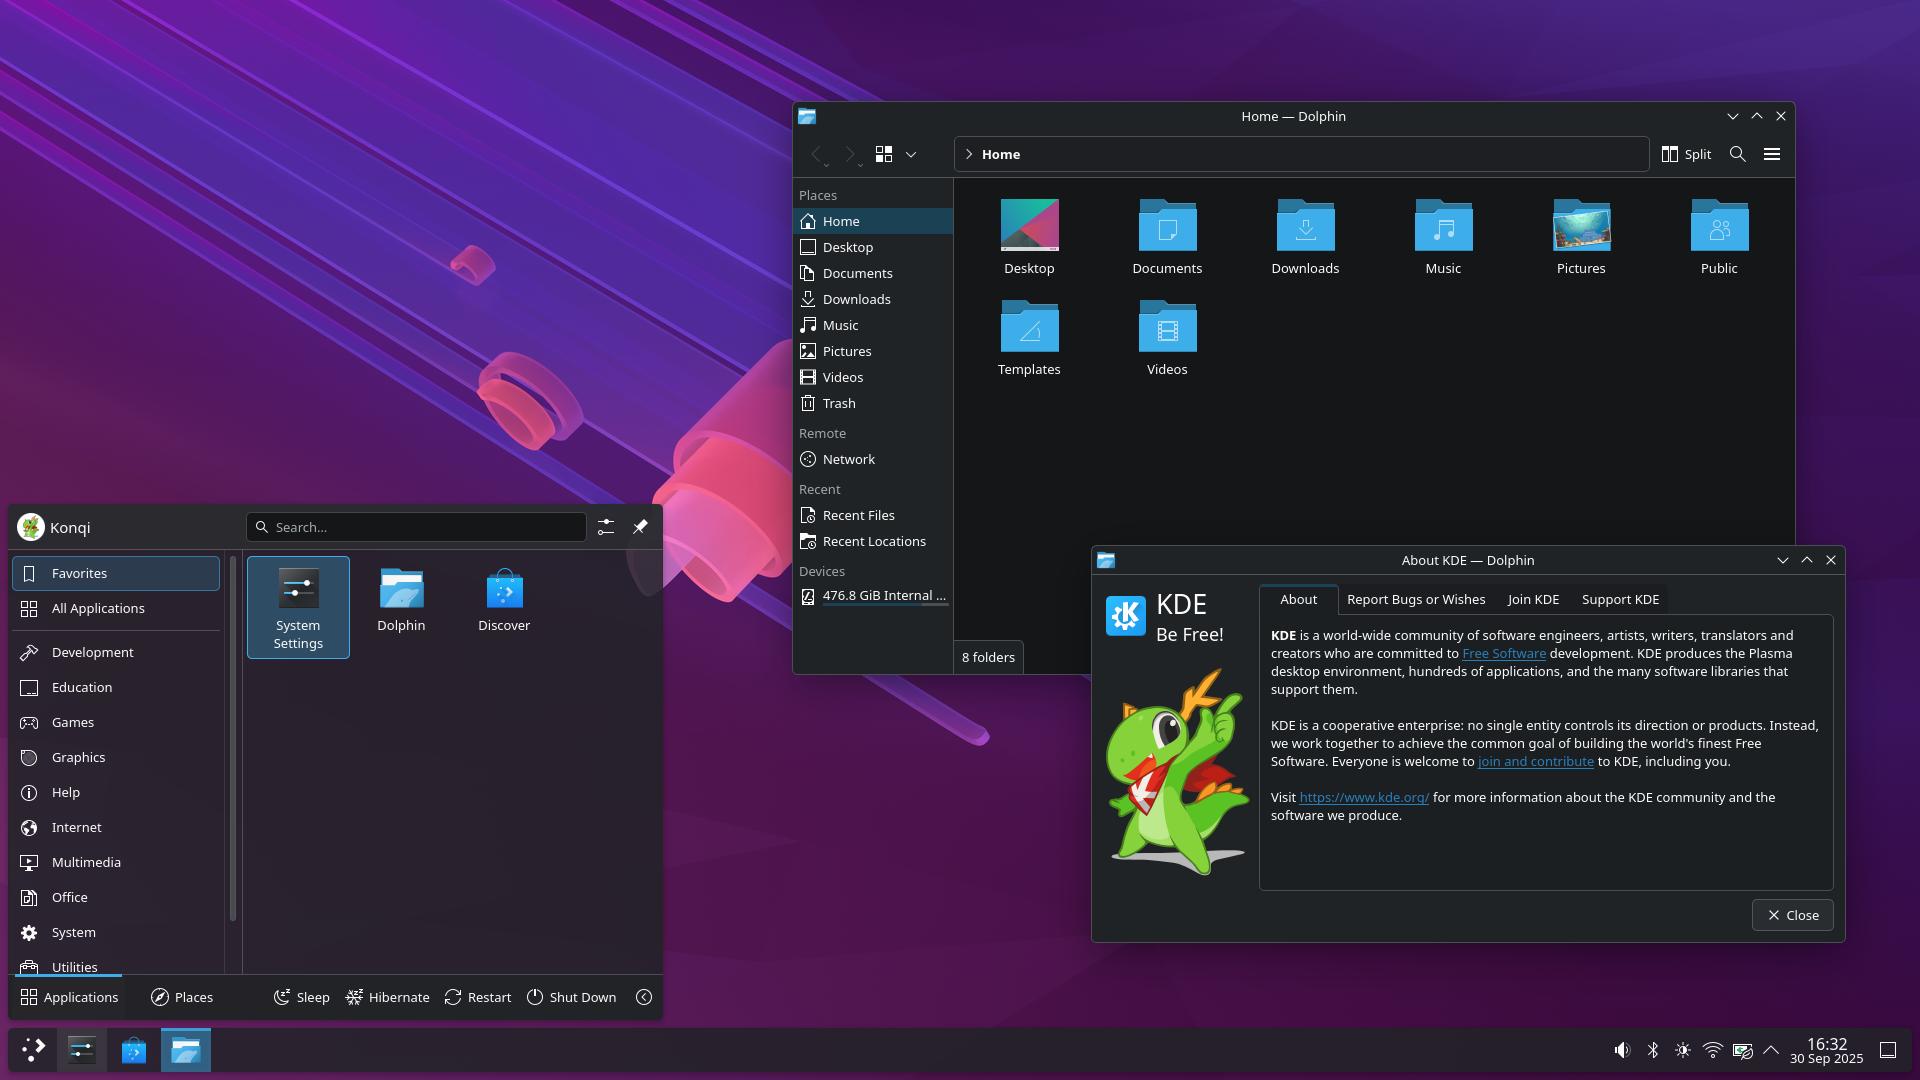 Home — Dolphin
Home
Split
Places
Home
Desktop
Documents
Downloads
Music
Pictures
Videos
Trash
Remote
Network
Recent
Recent Files
Recent Locations
Devices
476.8 GiB Internal ...
Desktop
Documents
Downloads
Music
Pictures
Public
Templates
Videos
8 folders
Konqi
Search...
Favorites
All Applications
Development
Education
Games
Graphics
Help
Internet
Multimedia
Office
System
Utilities
System
Settings
Dolphin
Discover
Applications
Places
Sleep
Hibernate
Restart
Shut Down
About KDE — Dolphin
KDE
Be Free!
About
Report Bugs or Wishes
Join KDE
Support KDE
KDE is a world-wide community of software engineers, artists, writers, translators and
creators who are committed to Free Software development. KDE produces the Plasma
desktop environment, hundreds of applications, and the many software libraries that
support them.
KDE is a cooperative enterprise: no single entity controls its direction or products. Instead,
we work together to achieve the common goal of building the world's finest Free
Software. Everyone is welcome to join and contribute to KDE, including you.
Visit https://www.kde.org/ for more information about the KDE community and the
software we produce.
Close
16:32
30 Sep 2025